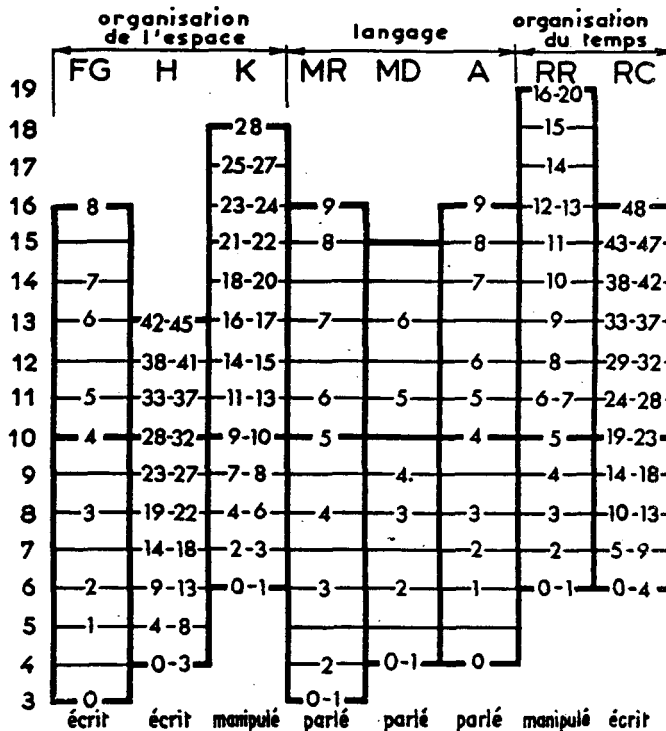 organisation de l'espace langage organisation du temps
FG H K MR MD A RR RC
19 16-20
18 28 15
17 25-27 14
16 8 23-24 9 9 12-13 48
15 21-22 8 8 11 43-47
14 7 18-20 7 10 38-42
13 6 42-45 16-17 7 6 9 33-37
12 38-41 14-15 6 8 29-32
11 5 33-37 11-13 6 5 5 6-7 24-28
10 4 28-32 9-10 5 4 5 19-23
9 23-27 7-8 4. 4 14-18
8 3 19-22 4-6 4 3 3 3 10-13
7 14-18 2-3 2 2 5-9
6 2 9-13 0-1 3 2 1 0-1 0-4
5 1 4-8
4 0-3 2 0-1 0
3 0 0-1
écrit écrit manipulé parlé parlé parlé manipulé écrit